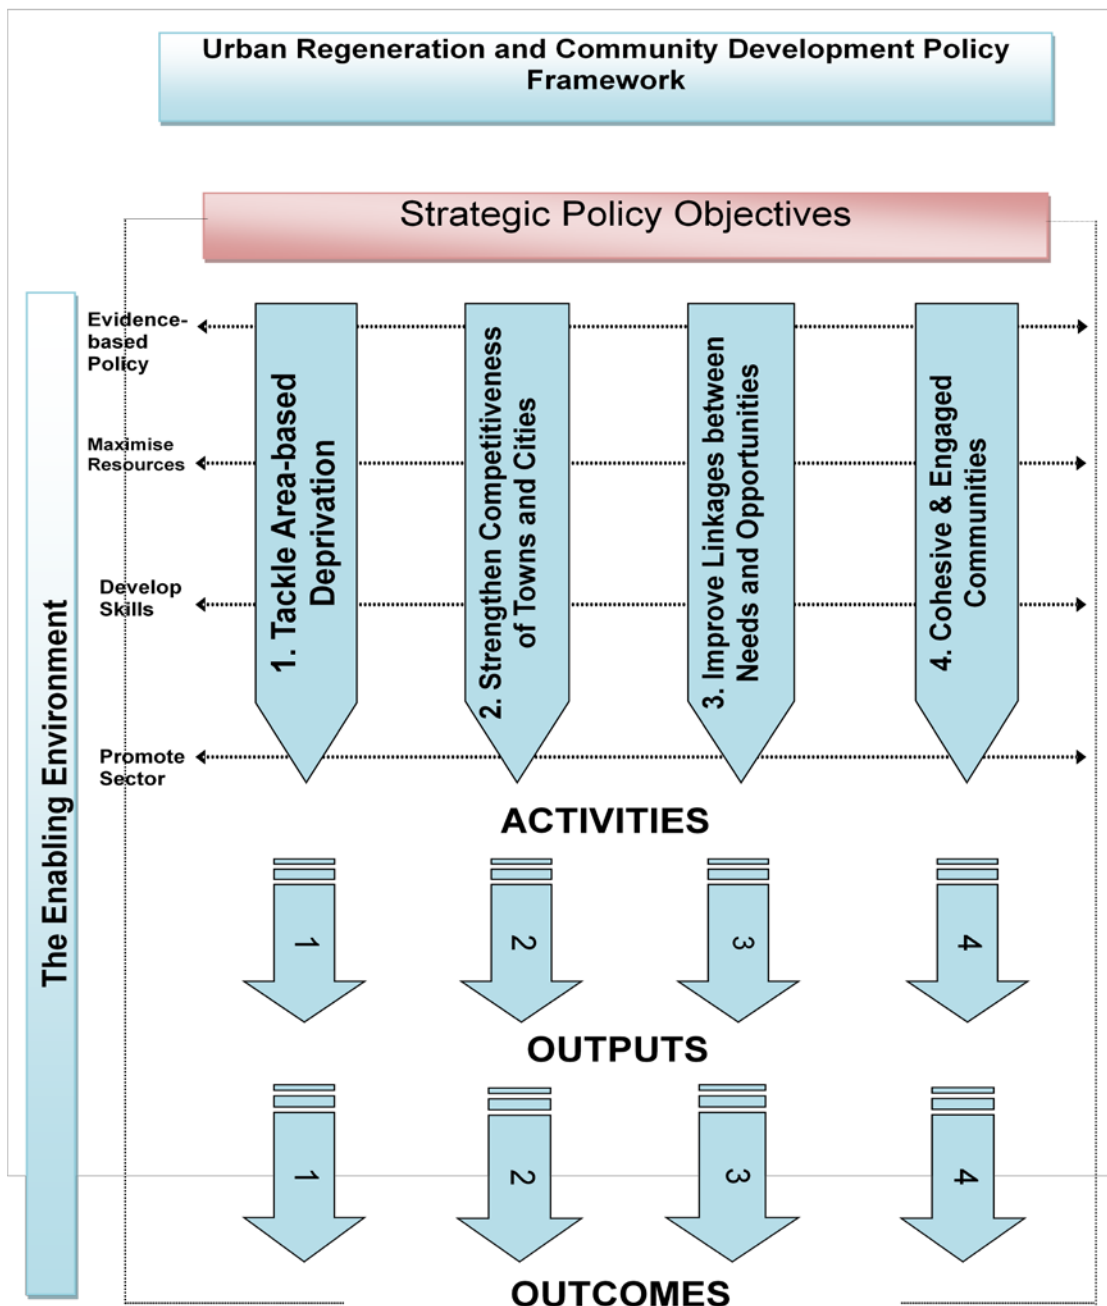 Urban Regeneration and Community Development Policy
Framework
Strategic Policy Objectives
The Enabling Environment
Evidence-
based
Policy
Maximise
Resources
Develop
Skills
Promote
Sector
1. Tackle Area-based
Deprivation
2. Strengthen Competitiveness
of Towns and Cities
3. Improve Linkages between
Needs and Opportunities
4. Cohesive & Engaged
Communities
ACTIVITIES
1
2
3
4
OUTPUTS
1
2
3
4
OUTCOMES